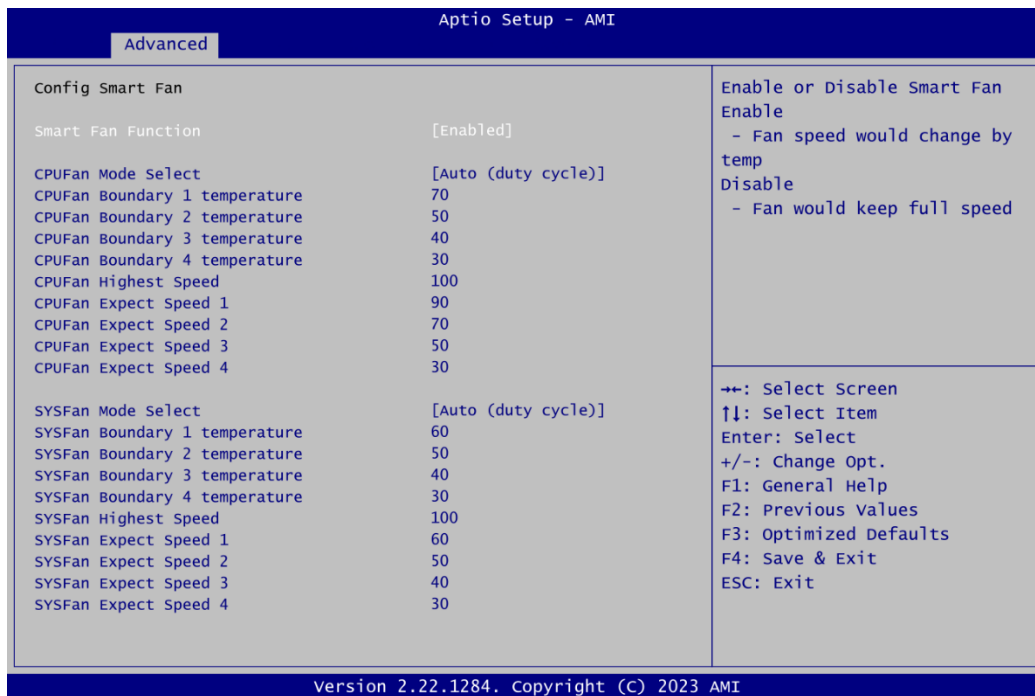 Aptio Setup - AMI
Advanced
Config Smart Fan
Smart Fan Function [Enabled]
CPUFan Mode Select [Auto (duty cycle)]
CPUFan Boundary 1 temperature 70
CPUFan Boundary 2 temperature 50
CPUFan Boundary 3 temperature 40
CPUFan Boundary 4 temperature 30
CPUFan Highest Speed 100
CPUFan Expect Speed 1 90
CPUFan Expect Speed 2 70
CPUFan Expect Speed 3 50
CPUFan Expect Speed 4 30
SYSFan Mode Select [Auto (duty cycle)]
SYSFan Boundary 1 temperature 60
SYSFan Boundary 2 temperature 50
SYSFan Boundary 3 temperature 40
SYSFan Boundary 4 temperature 30
SYSFan Highest Speed 100
SYSFan Expect Speed 1 60
SYSFan Expect Speed 2 50
SYSFan Expect Speed 3 40
SYSFan Expect Speed 4 30
Enable or Disable Smart Fan
Enable
- Fan speed would change by
temp
Disable
- Fan would keep full speed
→←: Select Screen
↑↓: Select Item
Enter: Select
+/-: Change Opt.
F1: General Help
F2: Previous Values
F3: Optimized Defaults
F4: Save & Exit
ESC: Exit
Version 2.22.1284. Copyright (C) 2023 AMI